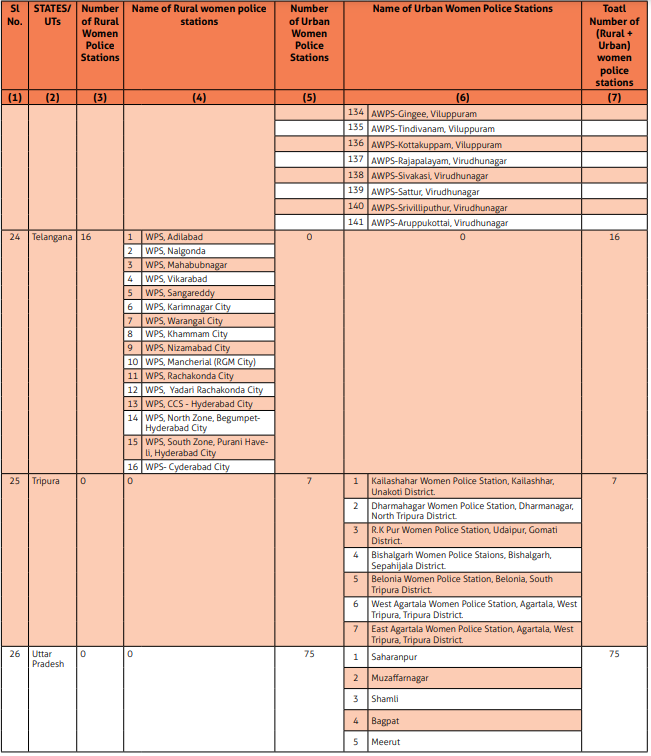 Sl No. | STATES/ UTs | Number of Rural Women Police Stations | Name of Rural women police stations | Number of Urban Women Police Stations | Name of Urban Women Police Stations | Toatl Number of (Rural + Urban) women police stations
(1) | (2) | (3) | (4) | (5) | (6) | (7)
134 AWPS-Gingee, Viluppuram
135 AWPS-Tindivanam, Viluppuram
136 AWPS-Kottakuppam, Viluppuram
137 AWPS-Rajapalayam, Virudhunagar
138 AWPS-Sivakasi, Virudhunagar
139 AWPS-Sattur, Virudhunagar
140 AWPS-Srivilliputhur, Virudhunagar
141 AWPS-Aruppukottai, Virudhunagar
24 Telangana 16 1 WPS, Adilabad 0 0 16
2 WPS, Nalgonda
3 WPS, Mahabubnagar
4 WPS, Vikarabad
5 WPS, Sangareddy
6 WPS, Karimnagar City
7 WPS, Warangal City
8 WPS, Khammam City
9 WPS, Nizamabad City
10 WPS, Mancherial (RGM City)
11 WPS, Rachakonda City
12 WPS, Yadari Rachakonda City
13 WPS, CCS - Hyderabad City
14 WPS, North Zone, Begumpet-
Hyderabad City
15 WPS, South Zone, Purani Have-
li, Hyderabad City
16 WPS- Cyderabad City
25 Tripura 0 0 7 1 Kailashahar Women Police Station, Kailashhar, 7
Unakoti District.
2 Dharmahagar Women Police Station, Dharmanagar,
North Tripura District.
3 R.K Pur Women Police Station, Udaipur, Gomati
District.
4 Bishalgarh Women Police Staions, Bishalgarh,
Sepahijala District.
5 Belonia Women Police Station, Belonia, South
Tripura District.
6 West Agartala Women Police Station, Agartala, West
Tripura, Tripura District.
7 East Agartala Women Police Station, Agartala, West
Tripura, Tripura District.
26 Uttar 0 0 75 1 Saharanpur 75
Pradesh
2 Muzaffarnagar
3 Shamli
4 Bagpat
5 Meerut